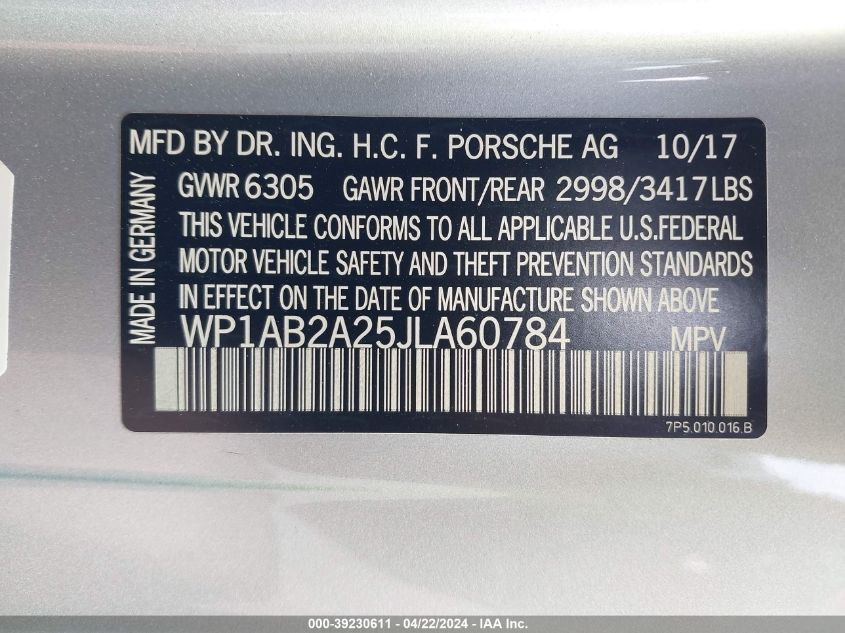 MFD BY DR. ING. H.C. F. PORSCHE AG 10/17
GVWR 6305 GAWR FRONT/REAR 2998/3417LBS
THIS VEHICLE CONFORMS TO ALL APPLICABLE U.S.FEDERAL
MOTOR VEHICLE SAFETY AND THEFT PREVENTION STANDARDS
IN EFFECT ON THE DATE OF MANUFACTURE SHOWN ABOVE
WP1AB2A25JLA60784 MPV
MADE IN GERMANY
7P5.010.016.B
000-39230611 - 04/22/2024 - IAA Inc.